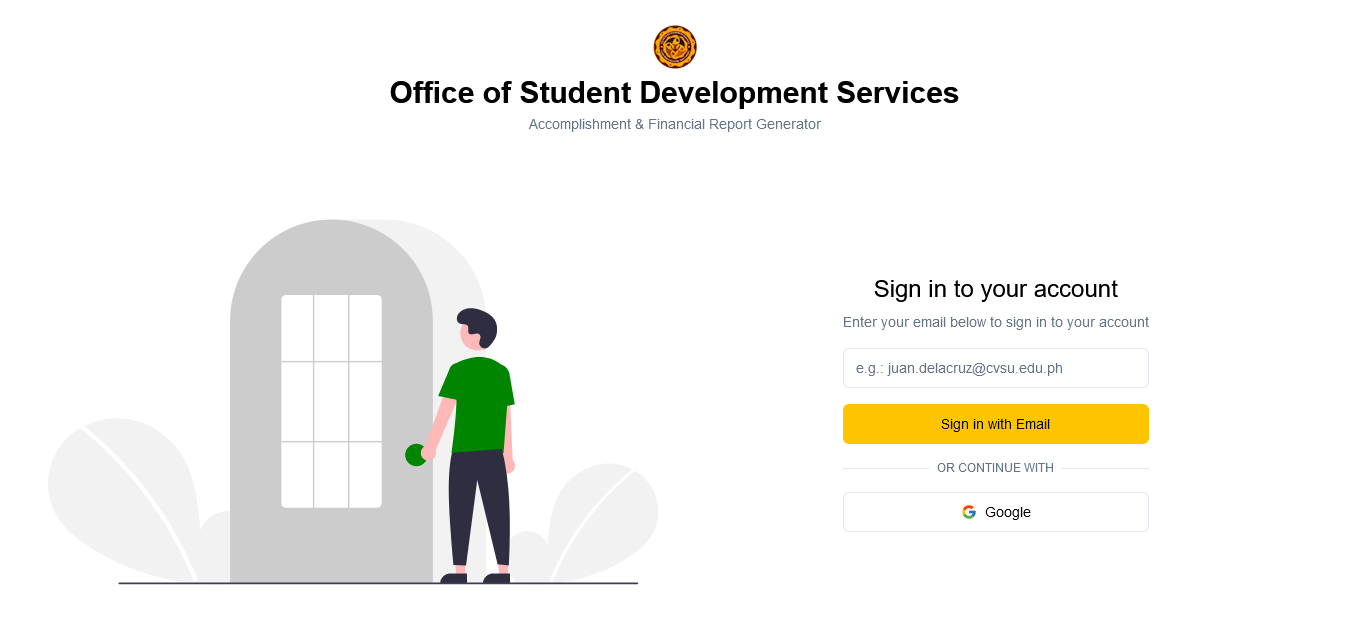 Office of Student Development Services
Accomplishment & Financial Report Generator
Sign in to your account
Enter your email below to sign in to your account
e.g.: juan.delacruz@cvsu.edu.ph
Sign in with Email
OR CONTINUE WITH
Google